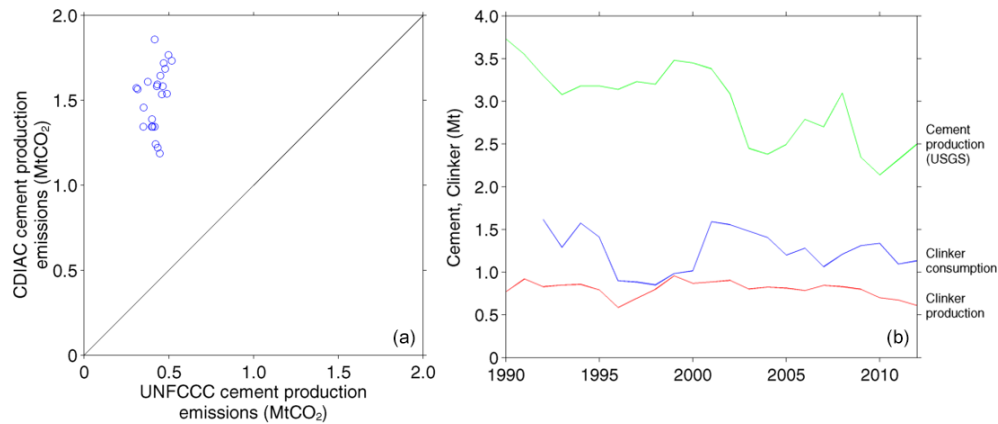 2.0
1.5
1.0
0.5
0
0
0.5
1.0
1.5
2.0
CDIAC cement production
emissions (MtCO₂)
UNFCCC cement production
emissions (MtCO₂)
(a)
4.0
3.5
3.0
2.5
2.0
1.5
1.0
0.5
0
1990
1995
2000
2005
2010
Cement, Clinker (Mt)
Cement
production
(USGS)
Clinker
consumption
Clinker
production
(b)